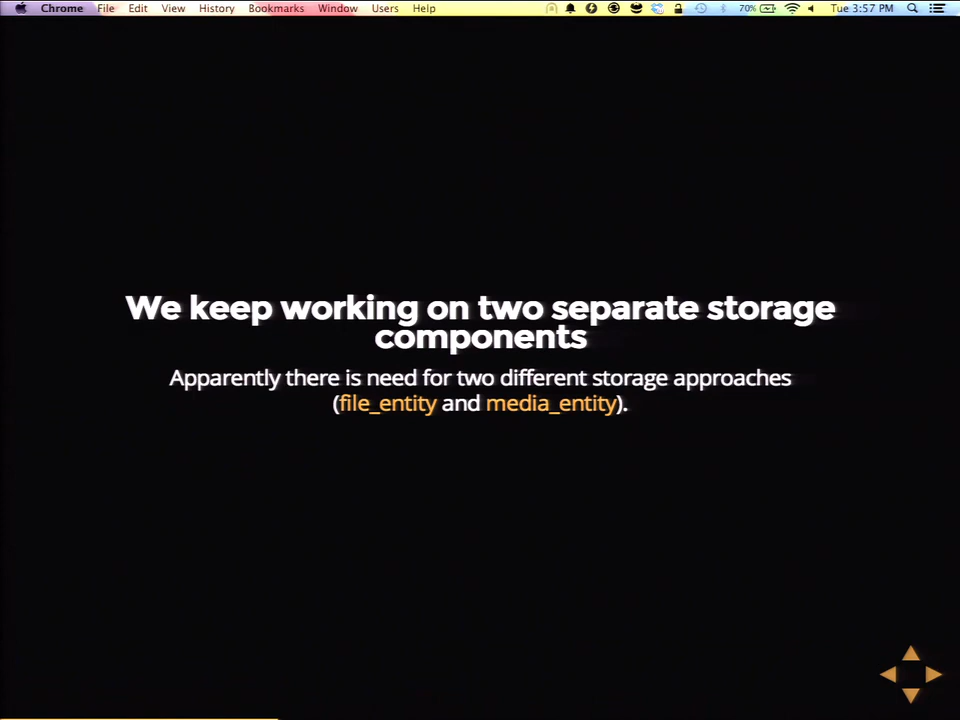 Chrome File Edit View History Bookmarks Window Users Help 70% Tue 3:57 PM
We keep working on two separate storage
components
Apparently there is need for two different storage approaches
(file_entity and media_entity).